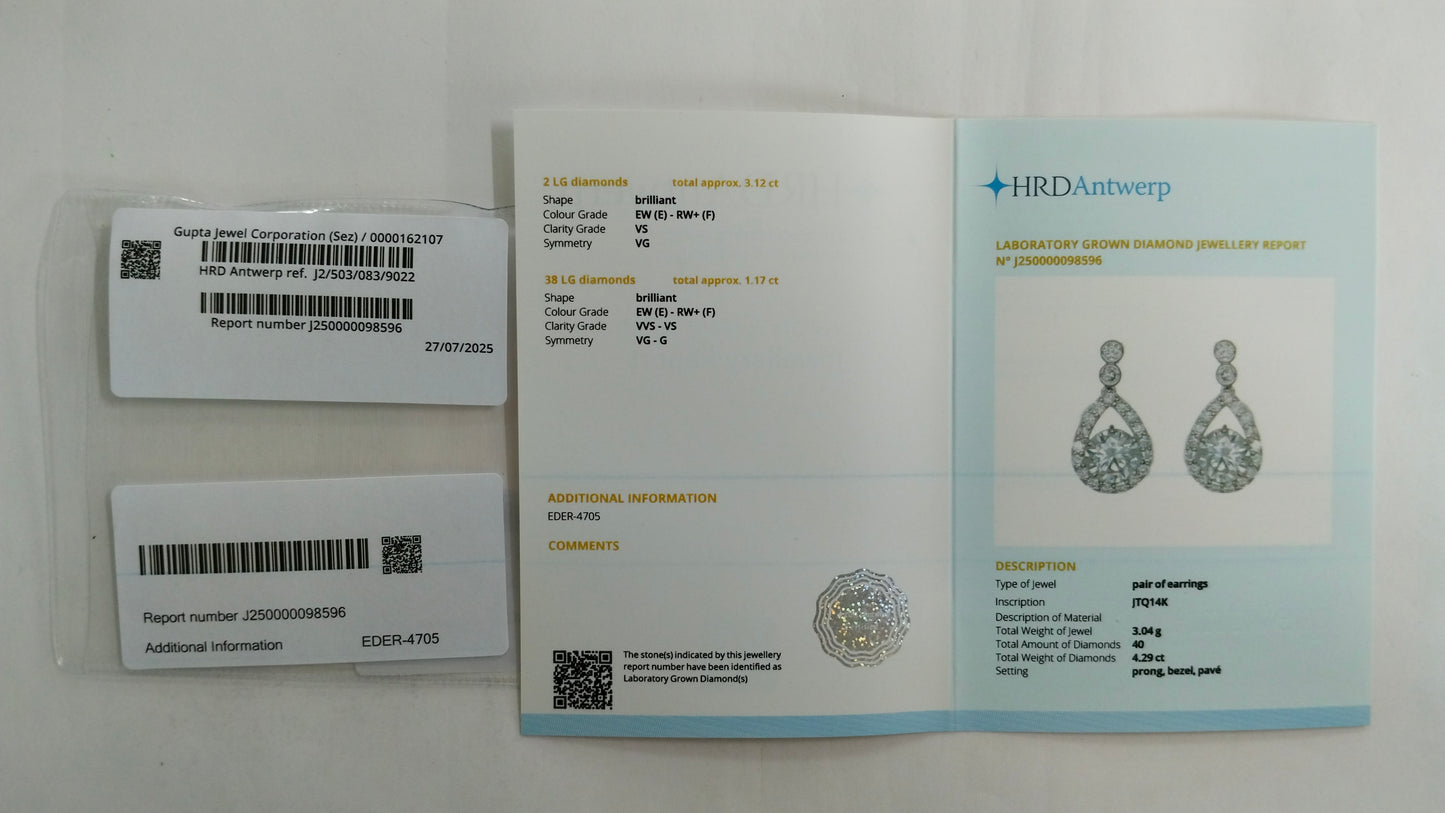 Gupta Jewel Corporation (Sez) / 0000162107
HRD Antwerp ref. J2/503/083/9022
Report number J250000098596
27/07/2025
Report number J250000098596
Additional Information EDER-4705
2 LG diamonds total approx. 3.12 ct
Shape brilliant
Colour Grade EW (E) - RW+ (F)
Clarity Grade VS
Symmetry VG
38 LG diamonds total approx. 1.17 ct
Shape brilliant
Colour Grade EW (E) - RW+ (F)
Clarity Grade VVS - VS
Symmetry VG - G
ADDITIONAL INFORMATION
EDER-4705
COMMENTS
The stone(s) indicated by this jewellery
report number have been identified as
Laboratory Grown Diamond(s)
HRDAntwerp
LABORATORY GROWN DIAMOND JEWELLERY REPORT
N° J250000098596
DESCRIPTION
Type of Jewel pair of earrings
Inscription JTQ14K
Description of Material
Total Weight of Jewel 3.04 g
Total Amount of Diamonds 40
Total Weight of Diamonds 4.29 ct
Setting prong, bezel, pavé